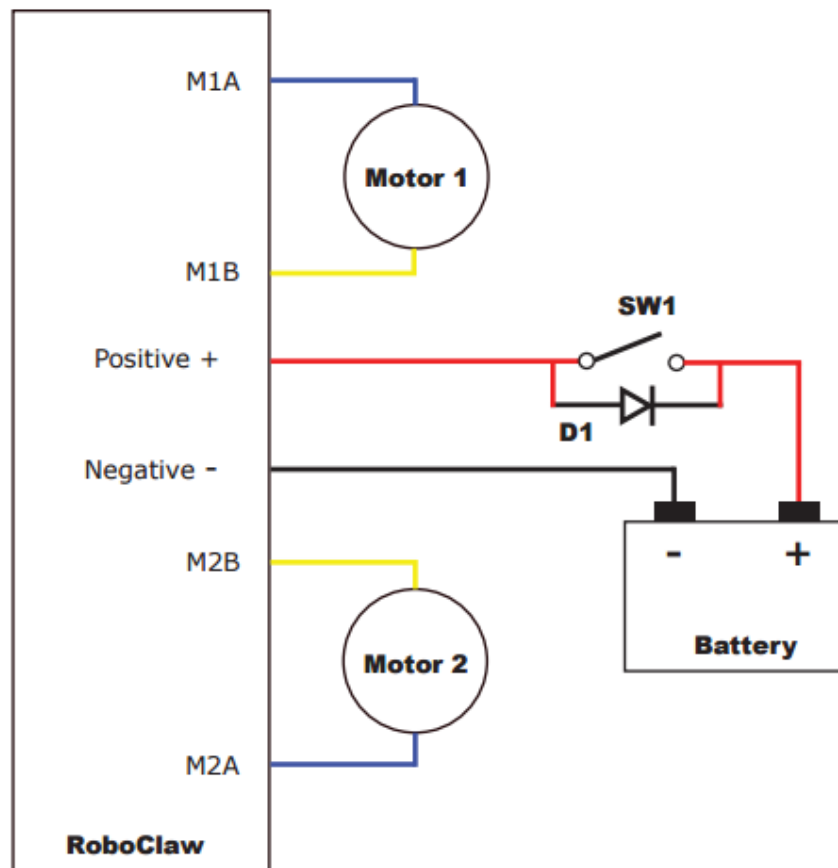 M1A
Motor 1
M1B
SW1
Positive +
D1
Negative -
- +
M2B
Battery
Motor 2
M2A
RoboClaw